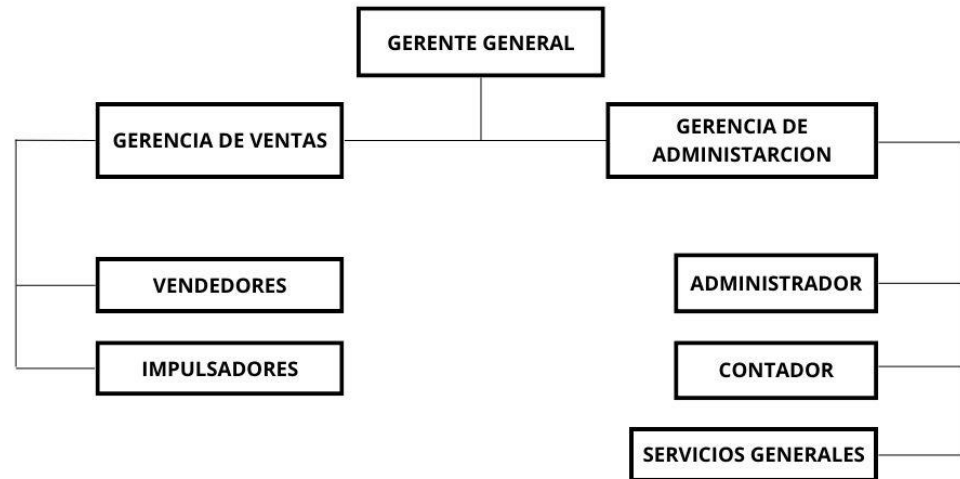 GERENTE GENERAL
GERENCIA DE VENTAS
GERENCIA DE
ADMINISTARCION
VENDEDORES
ADMINISTRADOR
IMPULSADORES
CONTADOR
SERVICIOS GENERALES